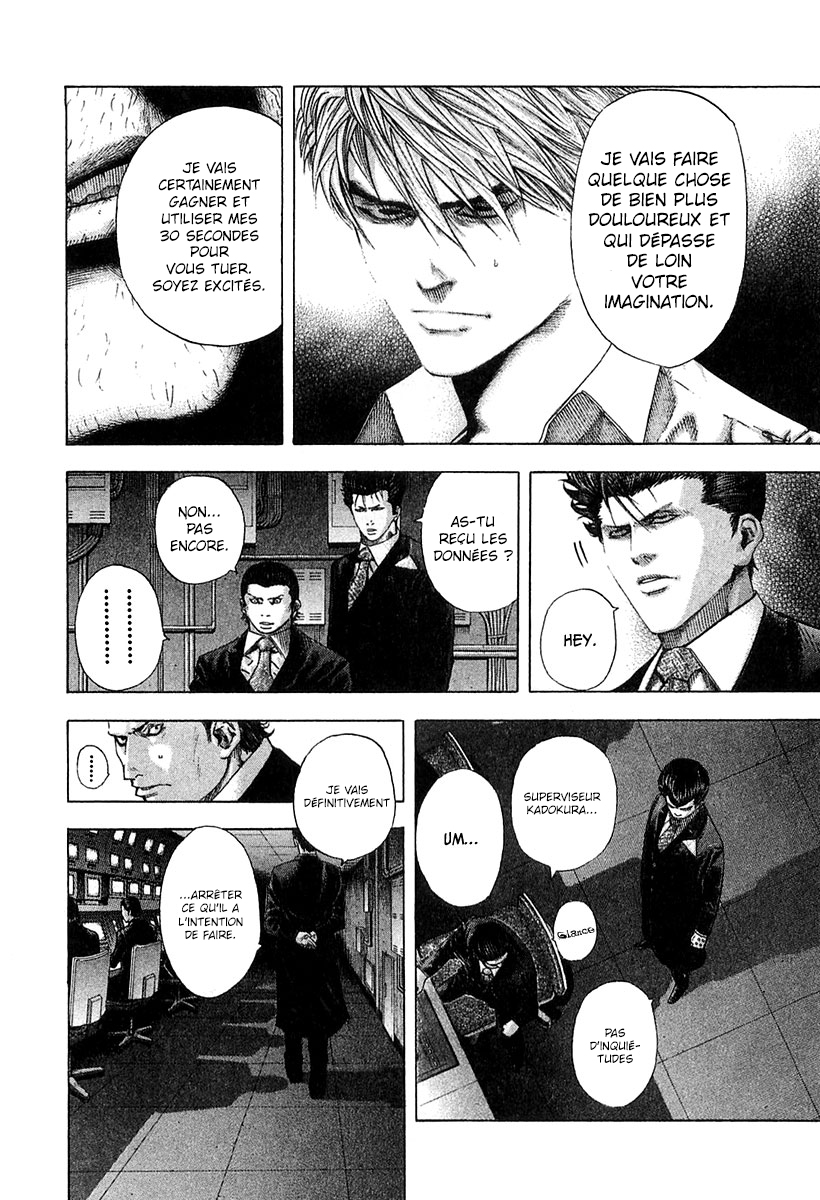 JE VAIS FAIRE
QUELQUE CHOSE
DE BIEN PLUS
DOULOUREUX ET
QUI DÉPASSE
DE LOIN
VOTRE
IMAGINATION.
JE VAIS
CERTAINEMENT
GAGNER ET
UTILISER MES
30 SECONDES
POUR
VOUS TUER.
SOYEZ EXCITÉS.
HEY.
AS-TU
REÇU LES
DONNÉES ?
NON...
PAS
ENCORE.
..........
SUPERVISEUR
KADOKURA...
UM...
Glance
PAS
D'INQUIÉ-
TUDES
JE VAIS
DÉFINITIVEMENT
.....
...ARRÊTER
CE QU'IL A
L'INTENTION
DE FAIRE.